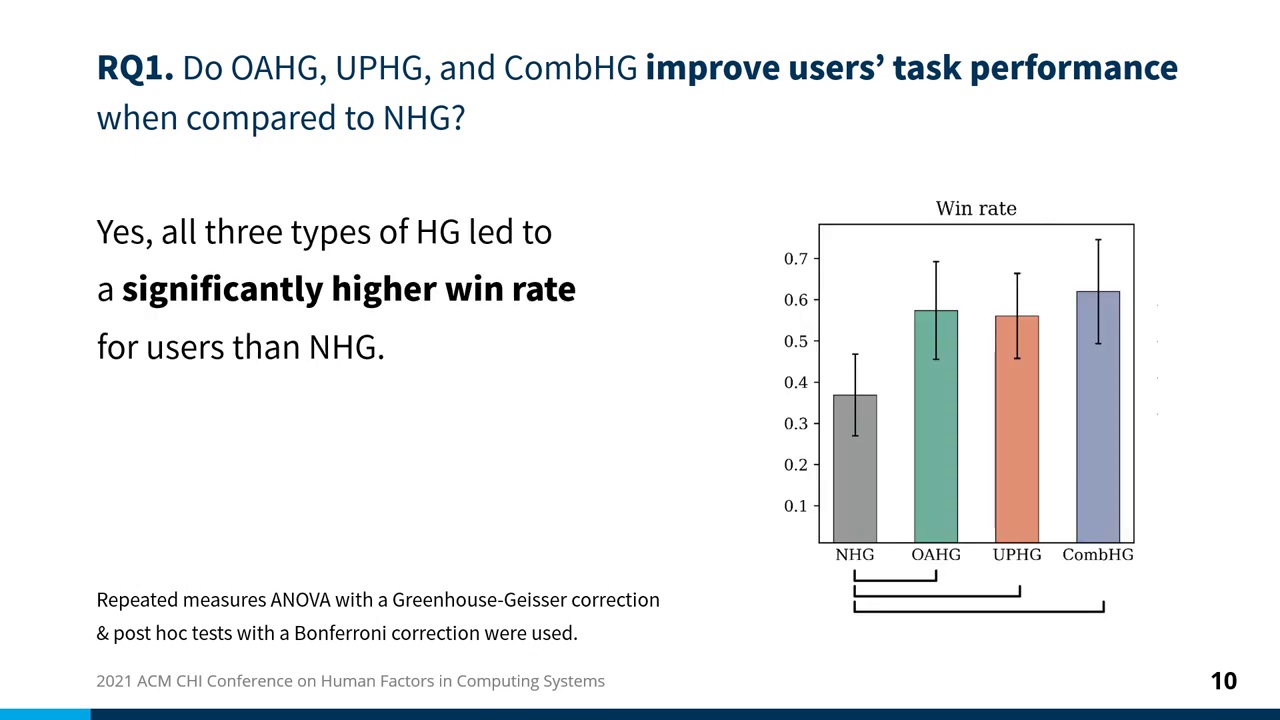 RQ1. Do OAHG, UPHG, and CombHG improve users’ task performance
when compared to NHG?
Yes, all three types of HG led to
a significantly higher win rate
for users than NHG.
Win rate
0.7
0.6
0.5
0.4
0.3
0.2
0.1
NHG OAHG UPHG CombHG
Repeated measures ANOVA with a Greenhouse-Geisser correction
& post hoc tests with a Bonferroni correction were used.
2021 ACM CHI Conference on Human Factors in Computing Systems
10